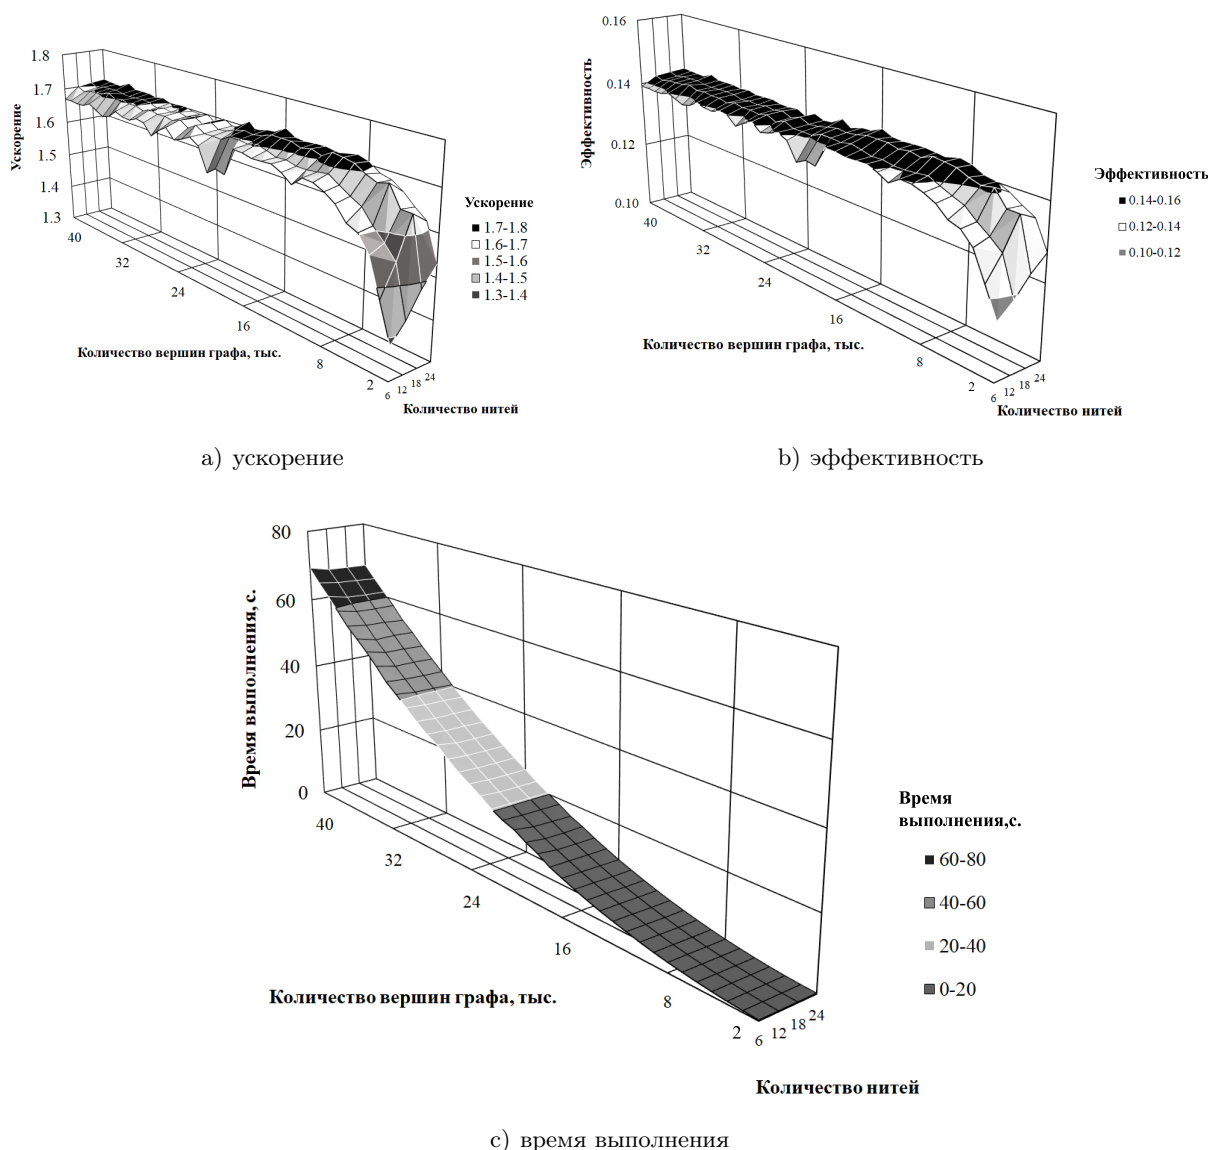 1.8
1.7
1.6
1.5
1.4
1.3
Ускорение
40
32
24
16
8
2
6 12 18 24
Количество вершин графа, тыс.
Количество нитей
Ускорение
1.7-1.8
1.6-1.7
1.5-1.6
1.4-1.5
1.3-1.4
a) ускорение
0.16
0.14
0.12
0.10
Эффективность
40
32
24
16
8
2
6 12 18 24
Количество вершин графа, тыс.
Количество нитей
Эффективность
0.14-0.16
0.12-0.14
0.10-0.12
b) эффективность
80
60
40
20
0
Время выполнения, с.
40
32
24
16
8
2
6 12 18 24
Количество вершин графа, тыс.
Количество нитей
Время
выполнения,с.
60-80
40-60
20-40
0-20
c) время выполнения